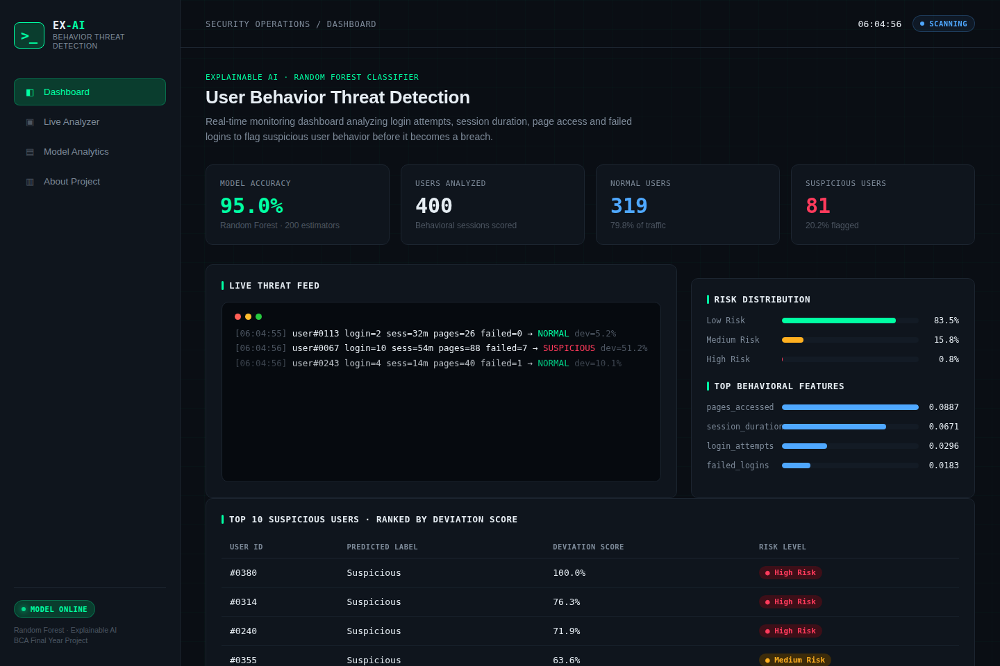 >_
EX-AI
BEHAVIOR THREAT
DETECTION
Dashboard
Live Analyzer
Model Analytics
About Project
MODEL ONLINE
Random Forest · Explainable AI
BCA Final Year Project
SECURITY OPERATIONS / DASHBOARD
06:04:56
SCANNING
EXPLAINABLE AI · RANDOM FOREST CLASSIFIER
User Behavior Threat Detection
Real-time monitoring dashboard analyzing login attempts, session duration, page access and failed
logins to flag suspicious user behavior before it becomes a breach.
MODEL ACCURACY
95.0%
Random Forest · 200 estimators
USERS ANALYZED
400
Behavioral sessions scored
NORMAL USERS
319
79.8% of traffic
SUSPICIOUS USERS
81
20.2% flagged
LIVE THREAT FEED
[06:04:55] user#0113 login=2 sess=32m pages=26 failed=0 → NORMAL dev=5.2%
[06:04:56] user#0067 login=10 sess=54m pages=88 failed=7 → SUSPICIOUS dev=51.2%
[06:04:56] user#0243 login=4 sess=14m pages=40 failed=1 → NORMAL dev=10.1%
RISK DISTRIBUTION
Low Risk 83.5%
Medium Risk 15.8%
High Risk 0.8%
TOP BEHAVIORAL FEATURES
pages_accessed 0.0887
session_duration 0.0671
login_attempts 0.0296
failed_logins 0.0183
TOP 10 SUSPICIOUS USERS · RANKED BY DEVIATION SCORE
USER ID PREDICTED LABEL DEVIATION SCORE RISK LEVEL
#0380 Suspicious 100.0% High Risk
#0314 Suspicious 76.3% High Risk
#0240 Suspicious 71.9% High Risk
#0355 Suspicious 63.6% Medium Risk